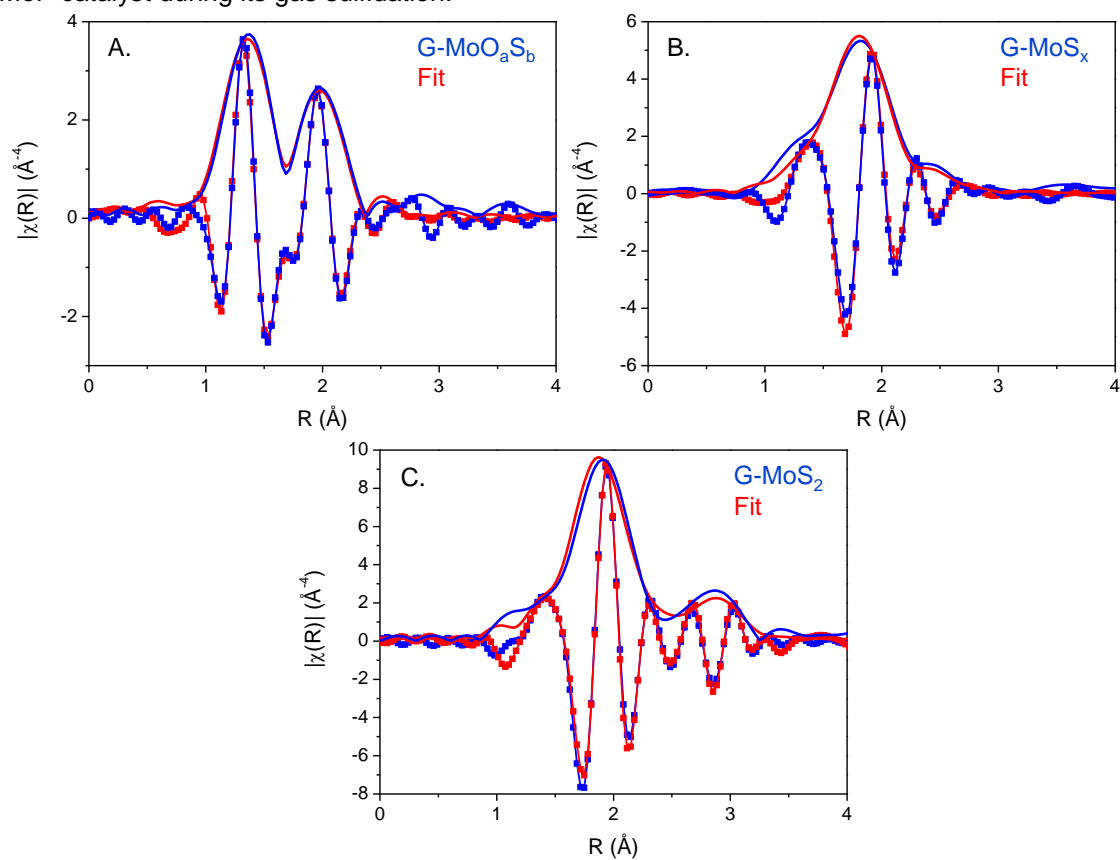 catalyst during its gas sulfidation.
A.
G-MoOaSb
Fit
|χ(R)| (Å-4)
4
2
0
-2
0 1 2 3 4
R (Å)
B.
G-MoSx
Fit
|χ(R)| (Å-4)
6
4
2
0
-2
-4
-6
0 1 2 3 4
R (Å)
C.
G-MoS2
Fit
|χ(R)| (Å-4)
10
8
6
4
2
0
-2
-4
-6
-8
0 1 2 3 4
R (Å)